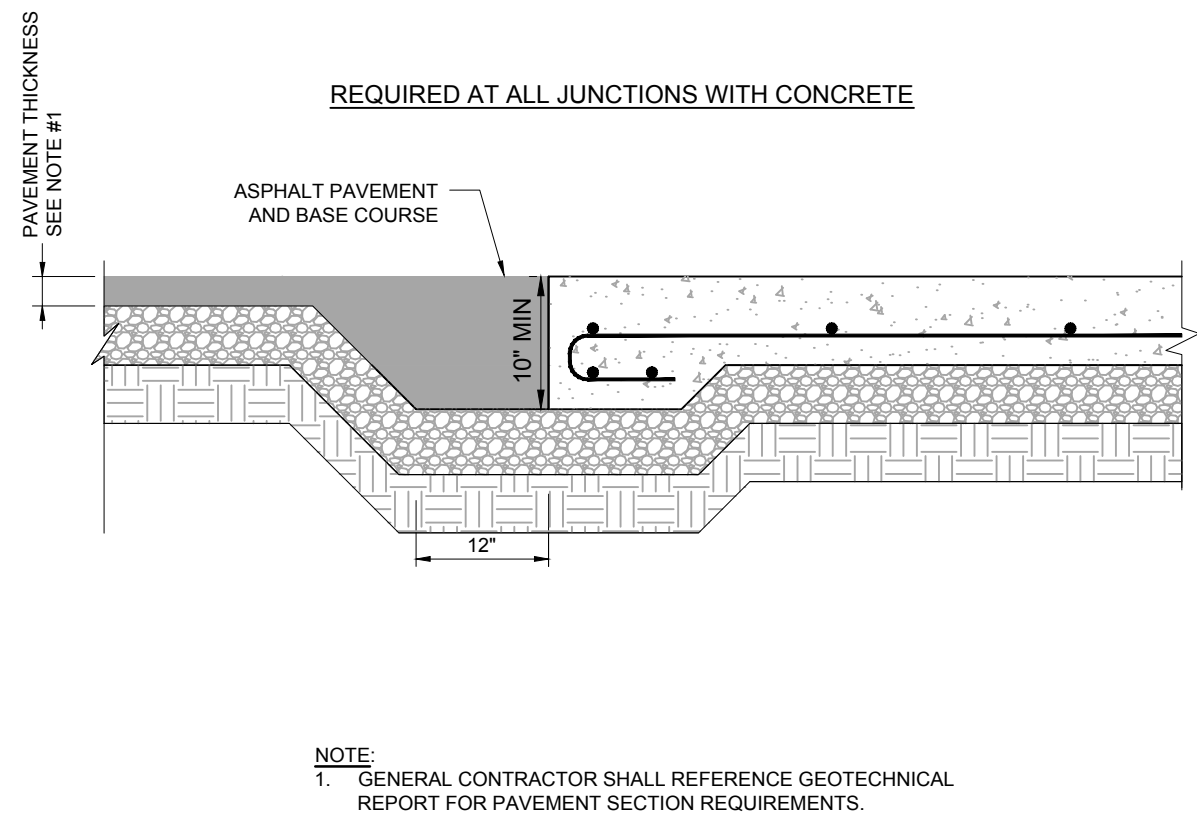 PAVEMENT THICKNESS
SEE NOTE #1
REQUIRED AT ALL JUNCTIONS WITH CONCRETE
ASPHALT PAVEMENT
AND BASE COURSE
10" MIN
12"
NOTE:
1. GENERAL CONTRACTOR SHALL REFERENCE GEOTECHNICAL
REPORT FOR PAVEMENT SECTION REQUIREMENTS.